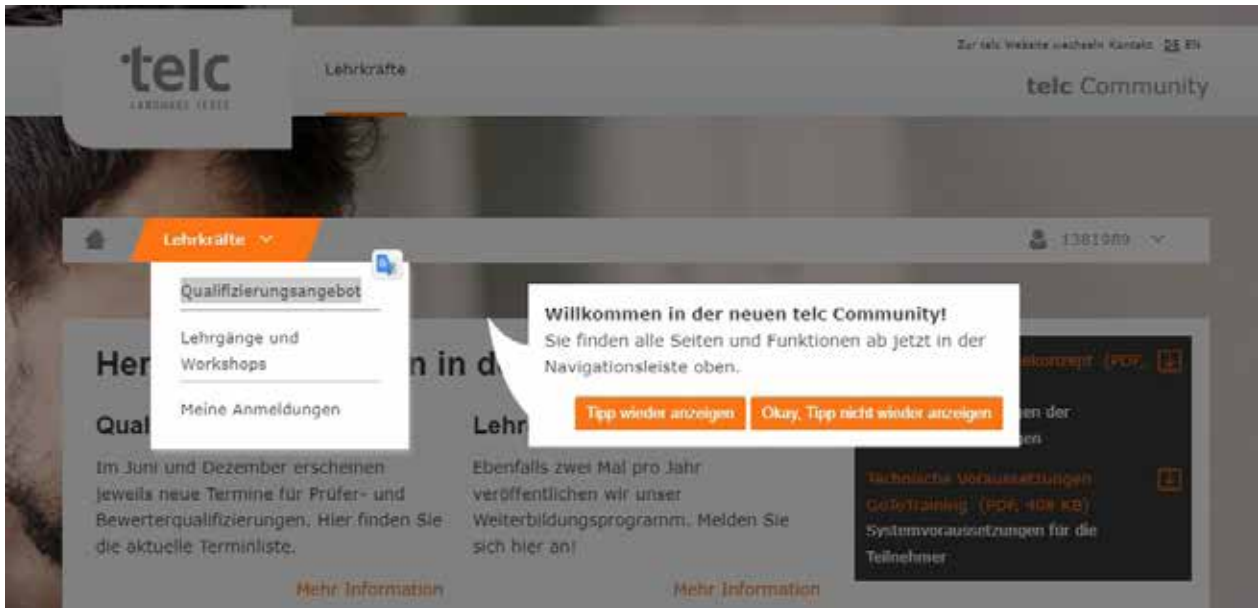 Zur telc Website wechseln Kontakt DE EN
telc
LANGUAGE TESTS
Lehrkräfte
telc Community
Lehrkräfte
1381989
Qualifizierungsangebot
Lehrgänge und
Workshops
Meine Anmeldungen
Willkommen in der neuen telc Community!
Sie finden alle Seiten und Funktionen ab jetzt in der
Navigationsleiste oben.
Tipp wieder anzeigen
Okay, Tipp nicht wieder anzeigen
Her n in d
Qual
Im Juni und Dezember erscheinen
jeweils neue Termine für Prüfer- und
Bewerterqualifizierungen. Hier finden Sie
die aktuelle Terminliste.
Mehr Information
Lehr
Ebenfalls zwei Mal pro Jahr
veröffentlichen wir unser
Weiterbildungsprogramm. Melden Sie
sich hier an!
Mehr Information
(PDF,
en der
en
Technische Voraussetzungen
GoToTraining (PDF, 408 KB)
Systemvoraussetzungen für die
Teilnehmer